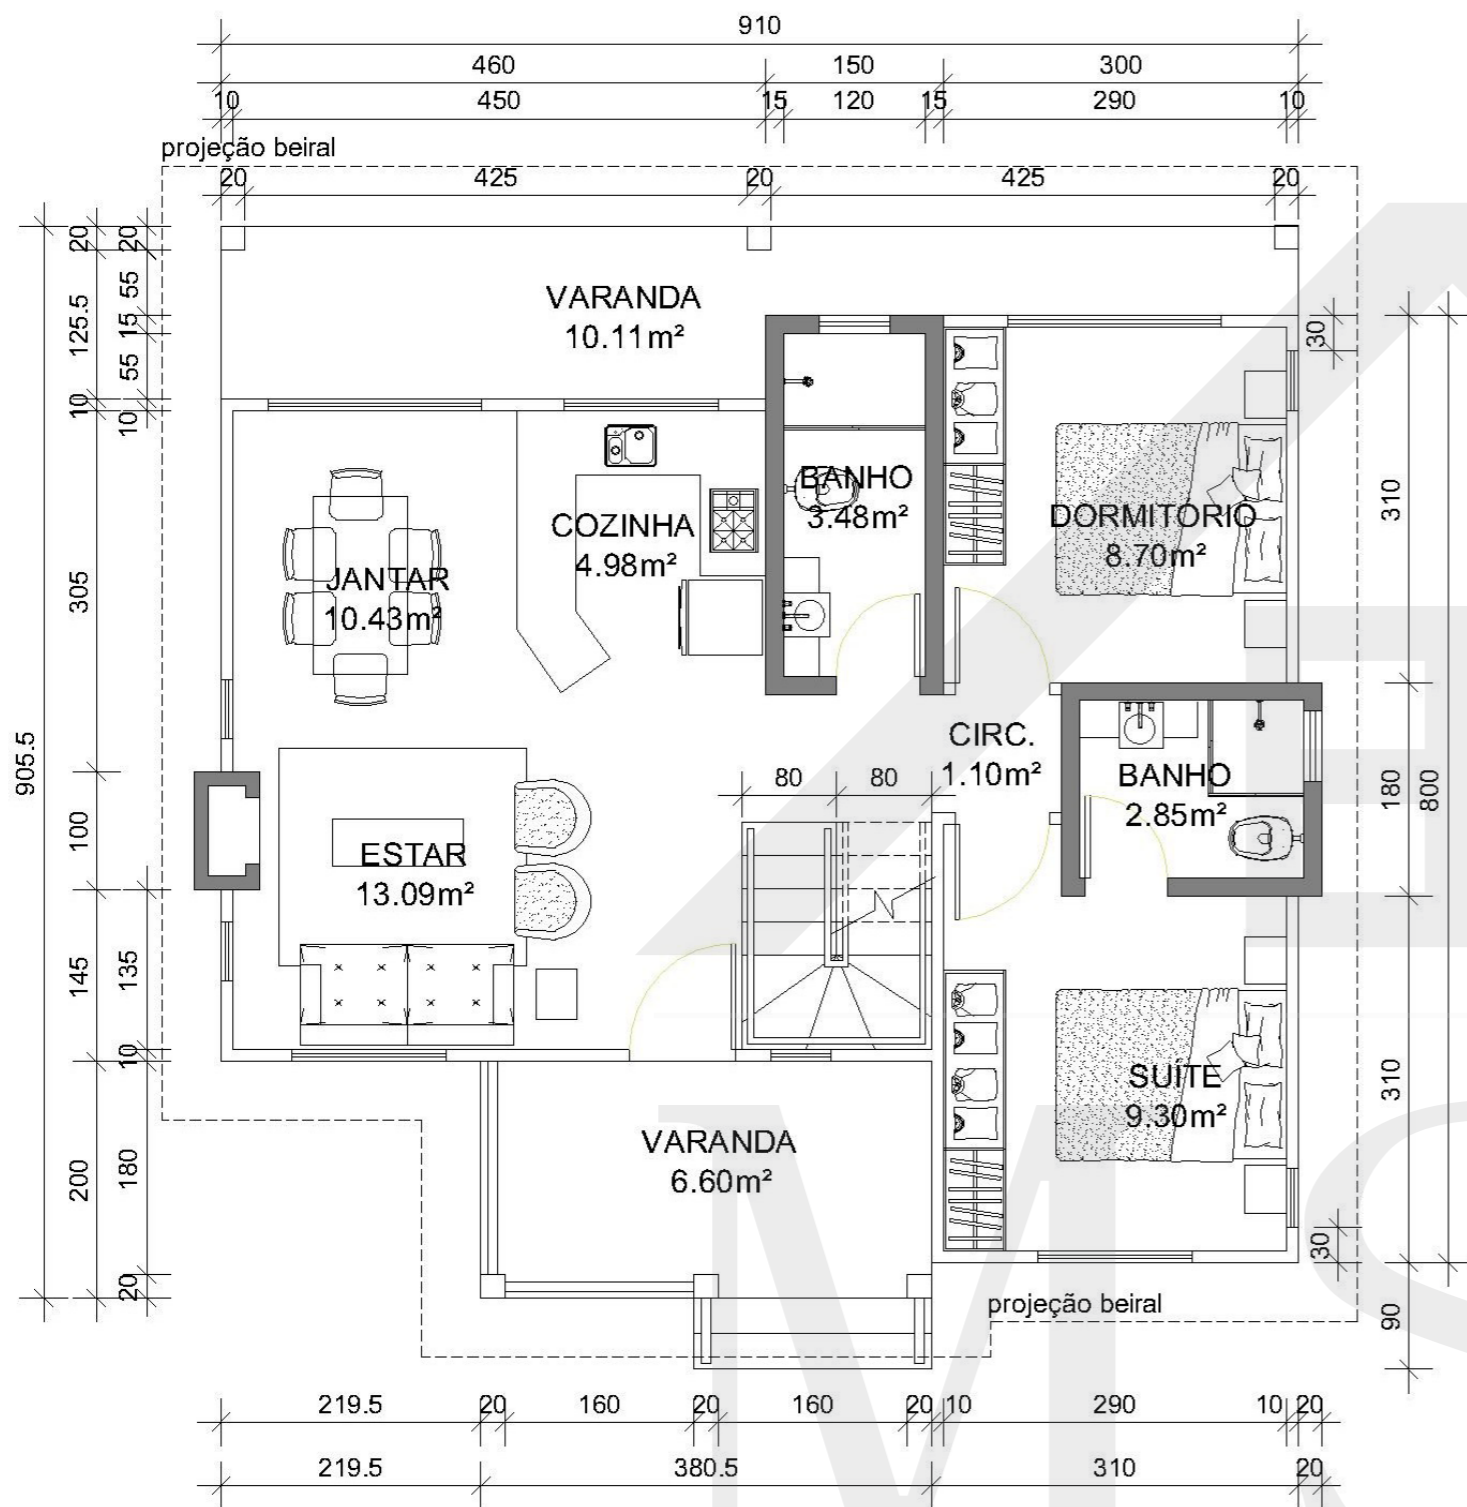 910
460 150 300
10 450 15 120 15 290 10
projeção beiral
20 425 20 425 20
20 125.5 10 305 100 145 200
20 55 15 55 10 135 10 180 20
905.5
VARANDA
10.11m²
30
BANHO
3.48m²
COZINHA
4.98m²
DORMITÓRIO
8.70m²
JANTAR
10.43m²
310 180 310 90
800
CIRC.
1.10m²
80 80
BANHO
2.85m²
ESTAR
13.09m²
SUÍTE
9.30m²
VARANDA
6.60m²
30
projeção beiral
219.5 20 160 20 160 20 10 290 10 20
219.5 380.5 310 20
E
MS